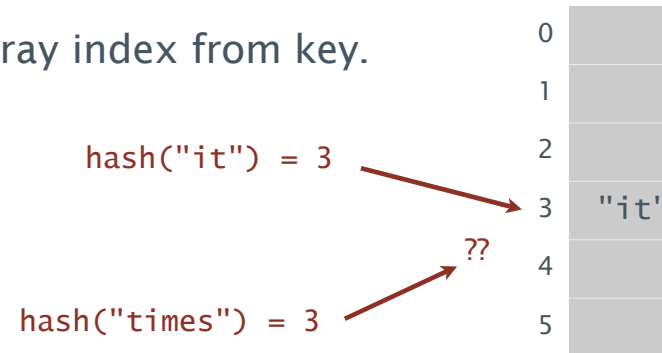 ray index from key.
0
1
hash("it") = 3
2
3 "it"
??
4
hash("times") = 3
5